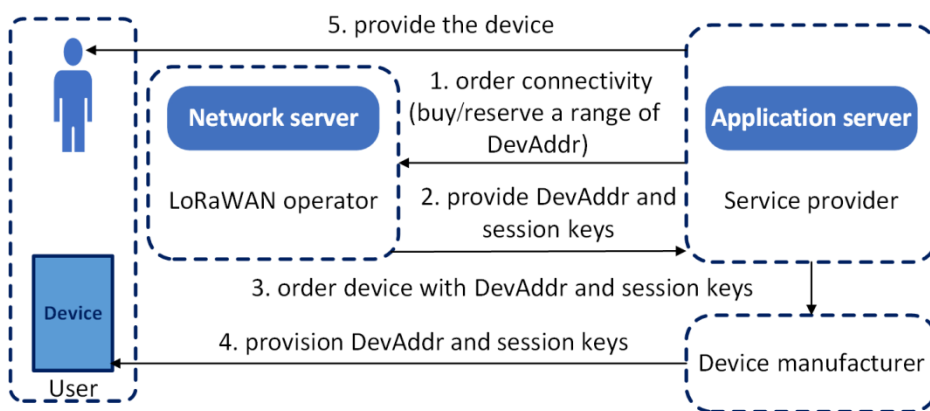 5. provide the device
1. order connectivity
(buy/reserve a range of
DevAddr)
Network server
Application server
LoRaWAN operator
2. provide DevAddr and
session keys
Service provider
3. order device with DevAddr and session keys
Device
4. provision DevAddr and session keys
Device manufacturer
User